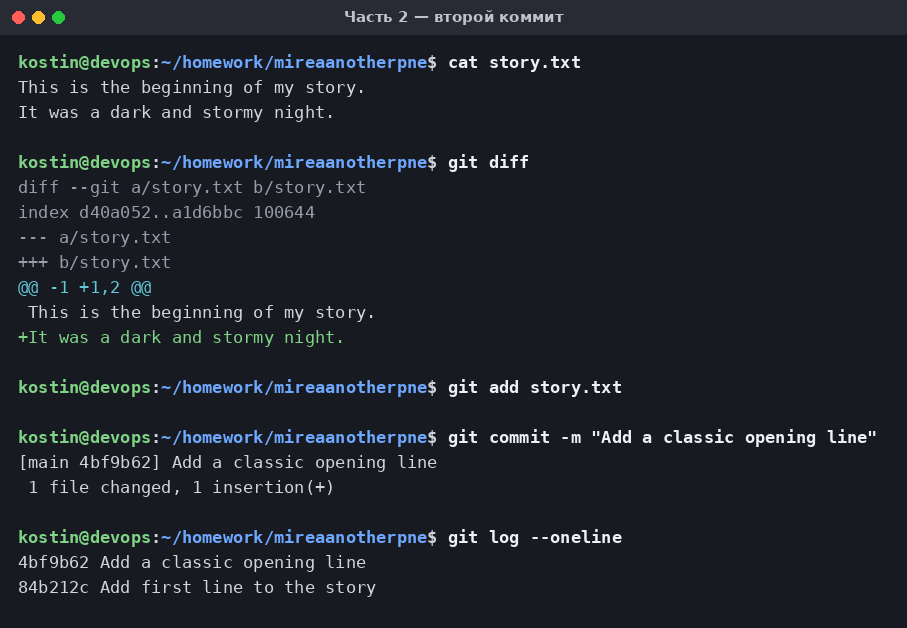 Часть 2 — второй коммит
kostin@devops:~/homework/mireaanotherpne$ cat story.txt
This is the beginning of my story.
It was a dark and stormy night.
kostin@devops:~/homework/mireaanotherpne$ git diff
diff --git a/story.txt b/story.txt
index d40a052..a1d6bbc 100644
--- a/story.txt
+++ b/story.txt
@@ -1 +1,2 @@
 This is the beginning of my story.
+It was a dark and stormy night.
kostin@devops:~/homework/mireaanotherpne$ git add story.txt
kostin@devops:~/homework/mireaanotherpne$ git commit -m "Add a classic opening line"
[main 4bf9b62] Add a classic opening line
 1 file changed, 1 insertion(+)
kostin@devops:~/homework/mireaanotherpne$ git log --oneline
4bf9b62 Add a classic opening line
84b212c Add first line to the story